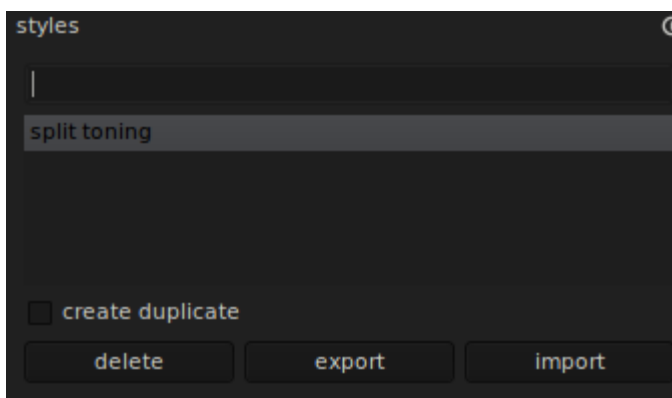 styles
split toning
create duplicate
delete export import